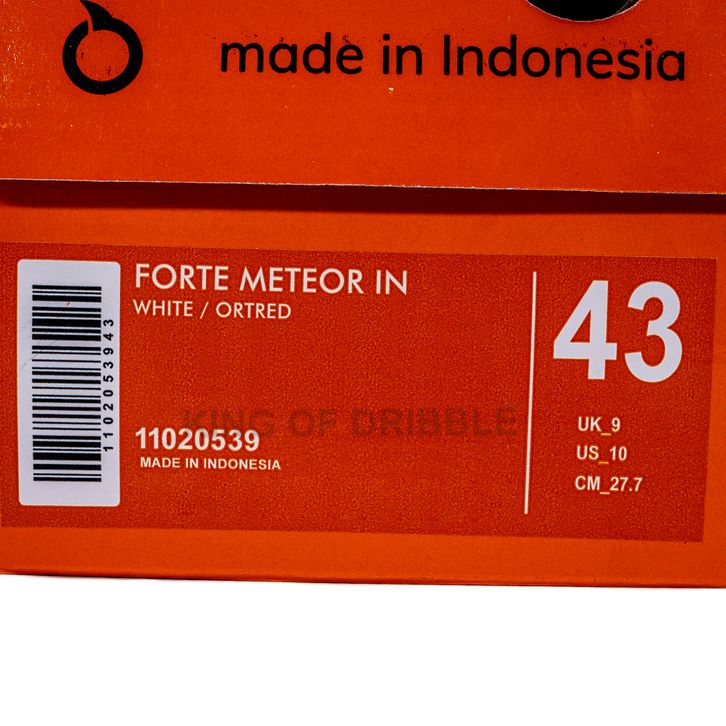 made in Indonesia
FORTE METEOR IN
WHITE / ORTRED
1102053943
KING OF DRIBBLE
11020539
MADE IN INDONESIA
43
UK_9
US_10
CM_27.7